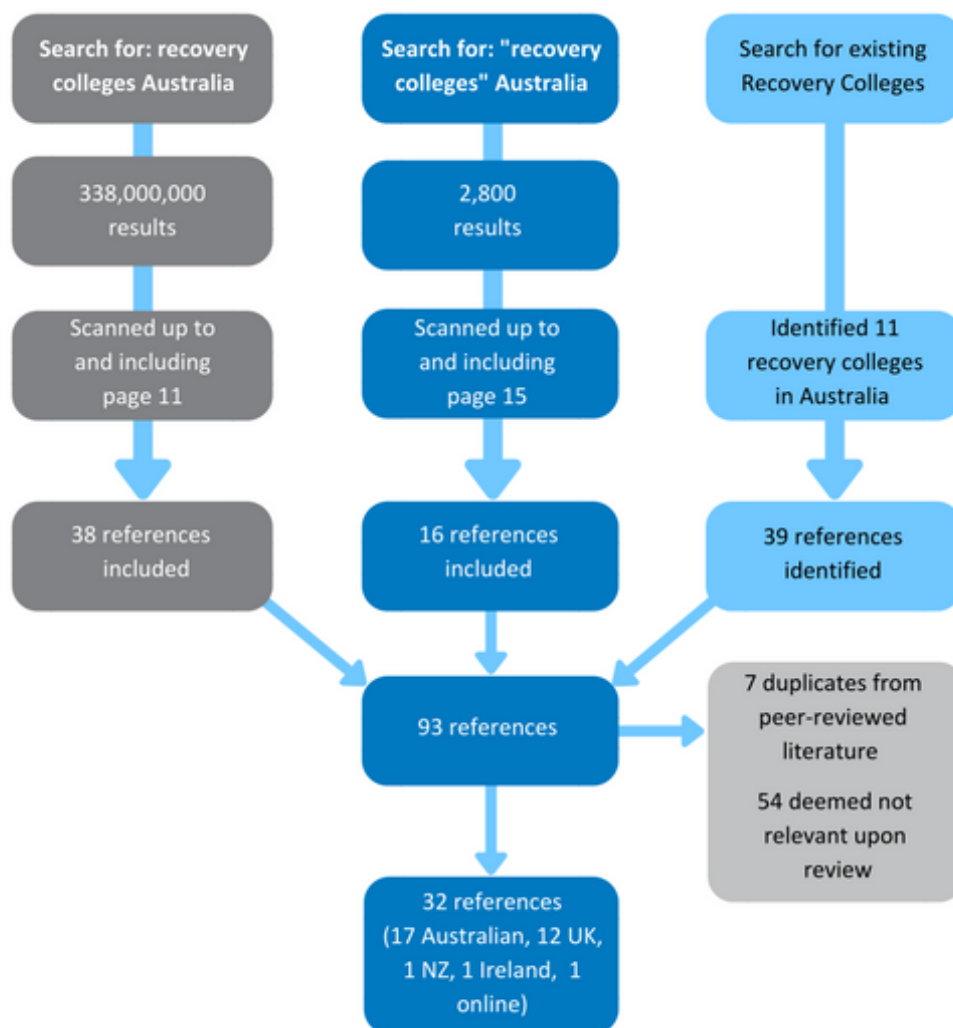 Search for: recovery
colleges Australia
338,000,000
results
Scanned up to
and including
page 11
38 references
included
Search for: "recovery
colleges" Australia
2,800
results
Scanned up to
and including
page 15
16 references
included
Search for existing
Recovery Colleges
Identified 11
recovery colleges
in Australia
39 references
identified
93 references
7 duplicates from
peer-reviewed
literature
54 deemed not
relevant upon
review
32 references
(17 Australian, 12 UK,
1 NZ, 1 Ireland, 1
online)